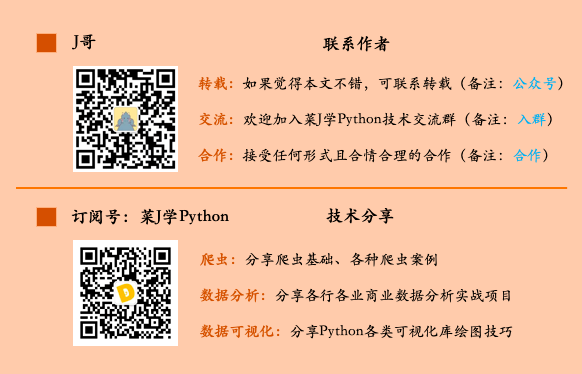 J哥
联系作者
转载：如果觉得本文不错，可联系转载（备注：公众号）
交流：欢迎加入菜J学Python技术交流群（备注：入群）
合作：接受任何形式且合情合理的合作（备注：合作）
订阅号：菜J学Python
技术分享
爬虫：分享爬虫基础、各种爬虫案例
数据分析：分享各行各业商业数据分析实战项目
数据可视化：分享Python各类可视化库绘图技巧